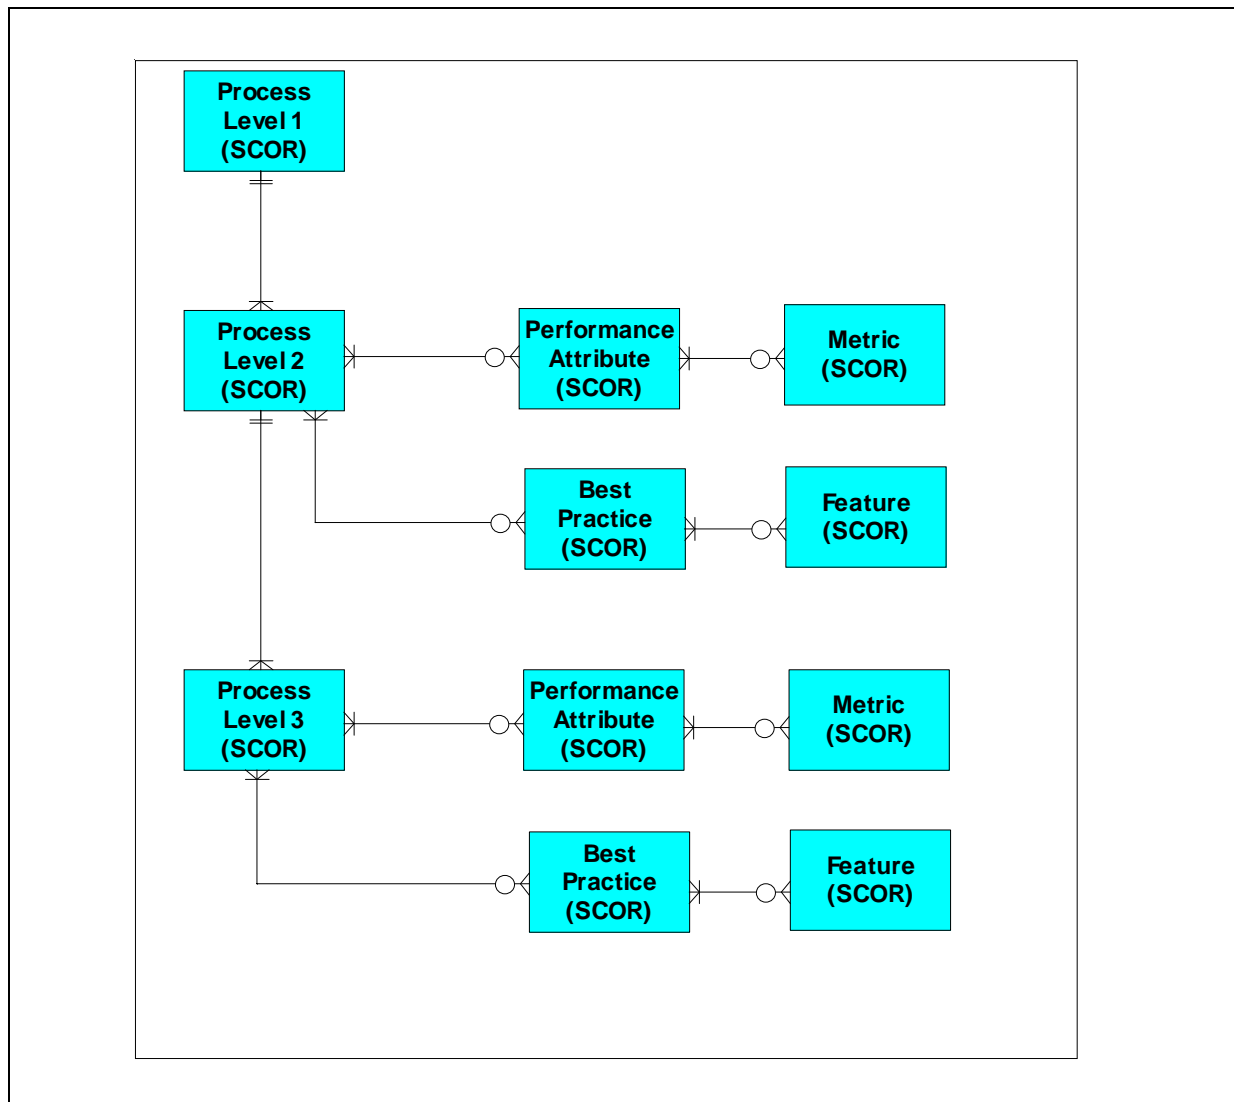 Process
Level 1
(SCOR)
Process
Level 2
(SCOR)
Performance
Attribute
(SCOR)
Metric
(SCOR)
Best
Practice
(SCOR)
Feature
(SCOR)
Process
Level 3
(SCOR)
Performance
Attribute
(SCOR)
Metric
(SCOR)
Best
Practice
(SCOR)
Feature
(SCOR)